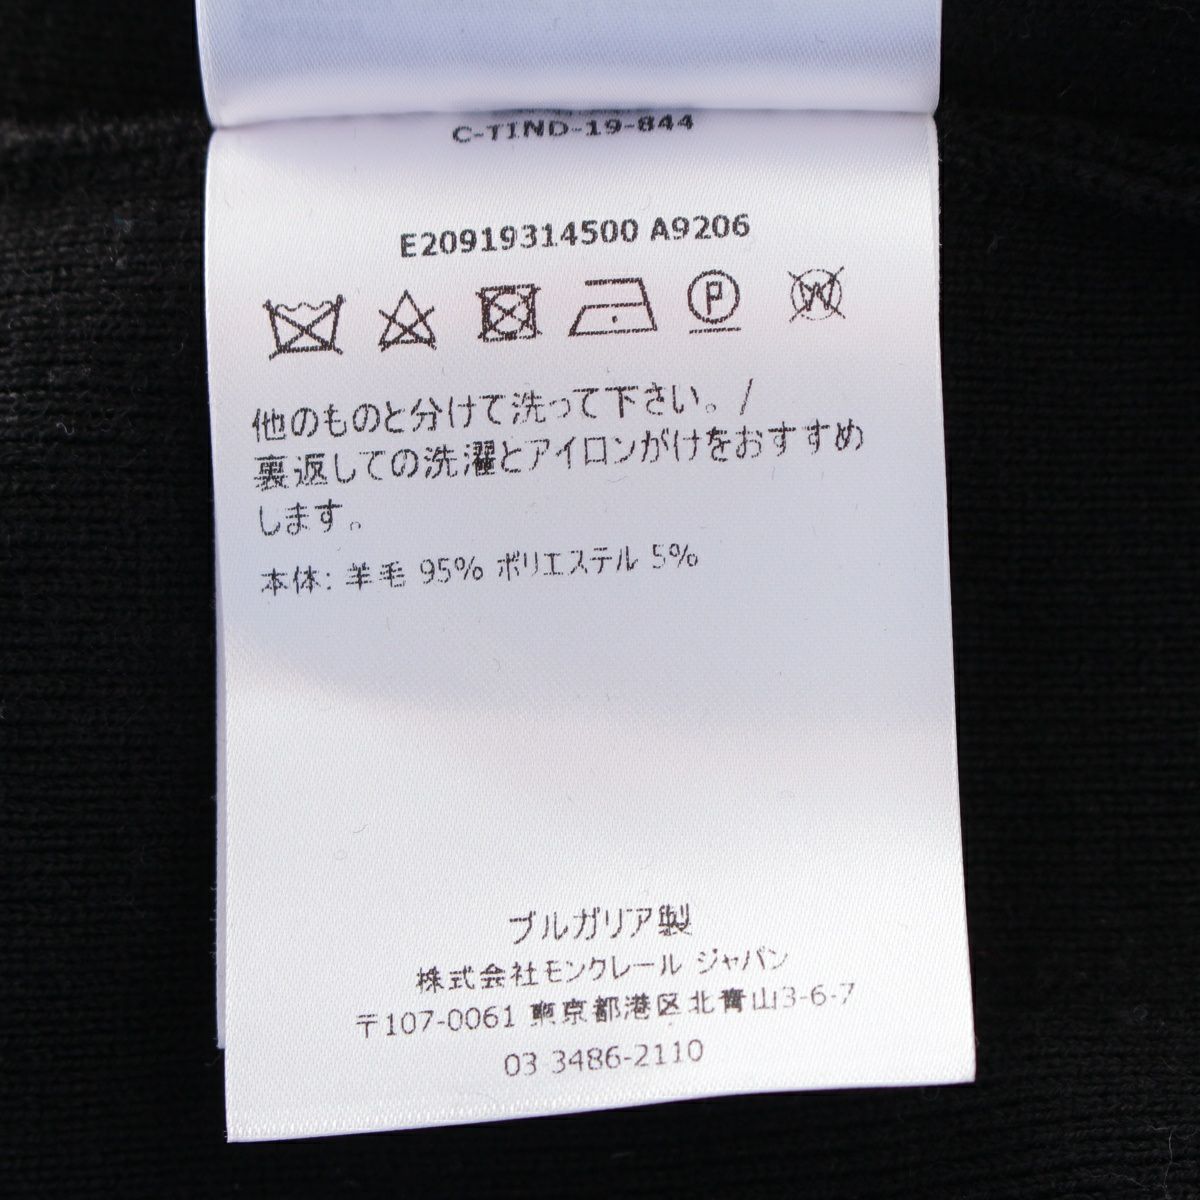 C-TIND-19-844
E20919314500 A9206
P W
他のものと分けて洗って下さい。/
裏返しての洗濯とアイロンがけをおすすめ
します。
本体: 羊毛 95% ポリエステル 5%
ブルガリア製
株式会社モンクレール ジャパン
〒107-0061 東京都港区北青山3-6-7
03 3486-2110